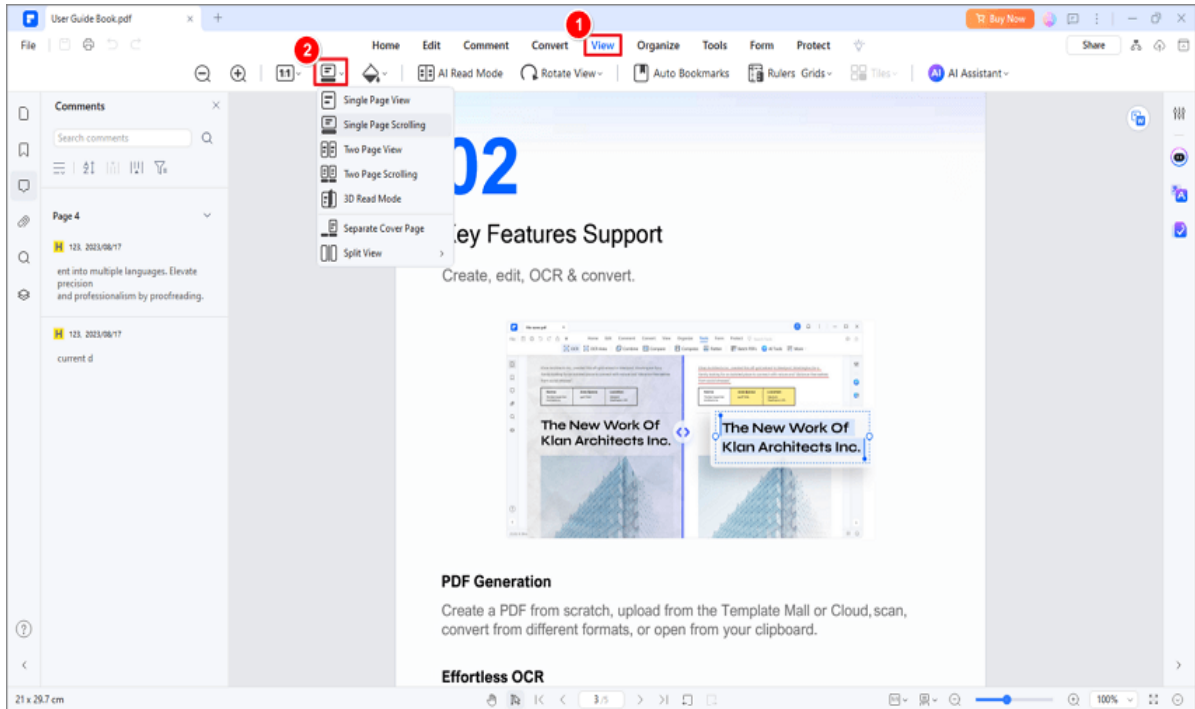 User Guide Book.pdf
Buy Now
1
File
Home Edit Comment Convert View Organize Tools Form Protect
Share
2
AI Read Mode Rotate View Auto Bookmarks Rulers Grids Tiles AI Assistant
Comments
Search comments
Page 4
H 123, 2023/08/17
ent into multiple languages. Elevate
precision
and professionalism by proofreading.
H 123, 2023/08/17
current d
Single Page View
Single Page Scrolling
Two Page View
Two Page Scrolling
3D Read Mode
Separate Cover Page
Split View
02
Key Features Support
Create, edit, OCR & convert.
The New Work Of
Klan Architects Inc.
The New Work Of
Klan Architects Inc.
PDF Generation
Create a PDF from scratch, upload from the Template Mall or Cloud, scan,
convert from different formats, or open from your clipboard.
Effortless OCR
21 x 29.7 cm
3 /5
100%